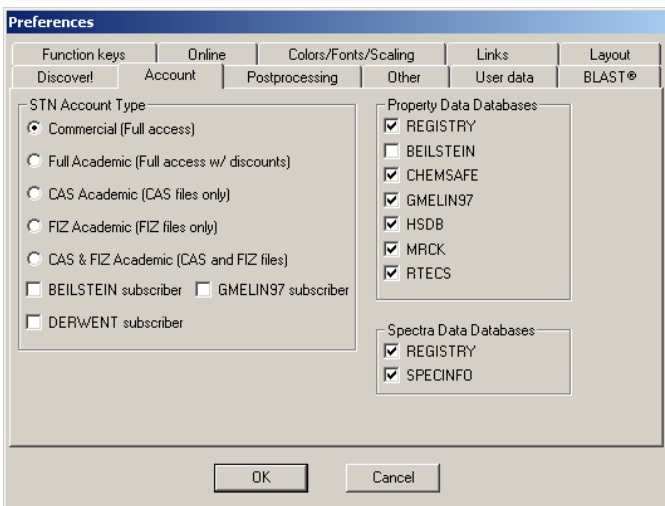 Preferences
Function keys Online Colors/Fonts/Scaling Links Layout
Discover! Account Postprocessing Other User data BLAST®
STN Account Type
Commercial (Full access)
Full Academic (Full access w/ discounts)
CAS Academic (CAS files only)
FIZ Academic (FIZ files only)
CAS & FIZ Academic (CAS and FIZ files)
BEILSTEIN subscriber GMELIN97 subscriber
DERWENT subscriber
Property Data Databases
REGISTRY
BEILSTEIN
CHEMSAFE
GMELIN97
HSDB
MRCK
RTECS
Spectra Data Databases
REGISTRY
SPECINFO
OK Cancel